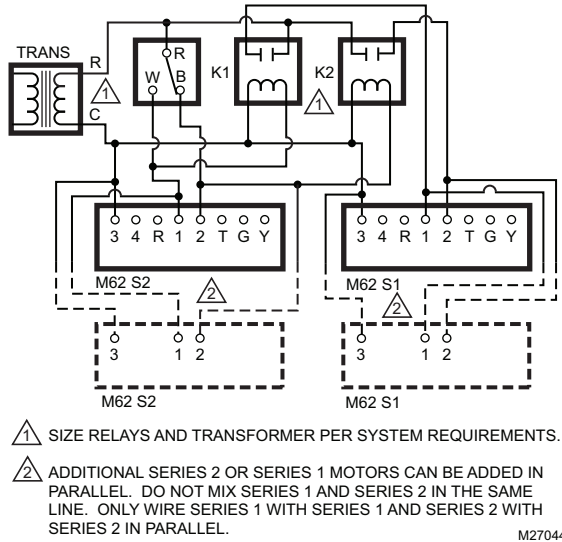 TRANS
R
1
C
R
W B
K1
1
K2
3 4 R 1 2 T G Y
M62 S2
2
3 4 R 1 2 T G Y
M62 S1
2
3 1 2
M62 S2
3 1 2
M62 S1
1 SIZE RELAYS AND TRANSFORMER PER SYSTEM REQUIREMENTS.
2 ADDITIONAL SERIES 2 OR SERIES 1 MOTORS CAN BE ADDED IN
PARALLEL. DO NOT MIX SERIES 1 AND SERIES 2 IN THE SAME
LINE. ONLY WIRE SERIES 1 WITH SERIES 1 AND SERIES 2 WITH
SERIES 2 IN PARALLEL.
M27044